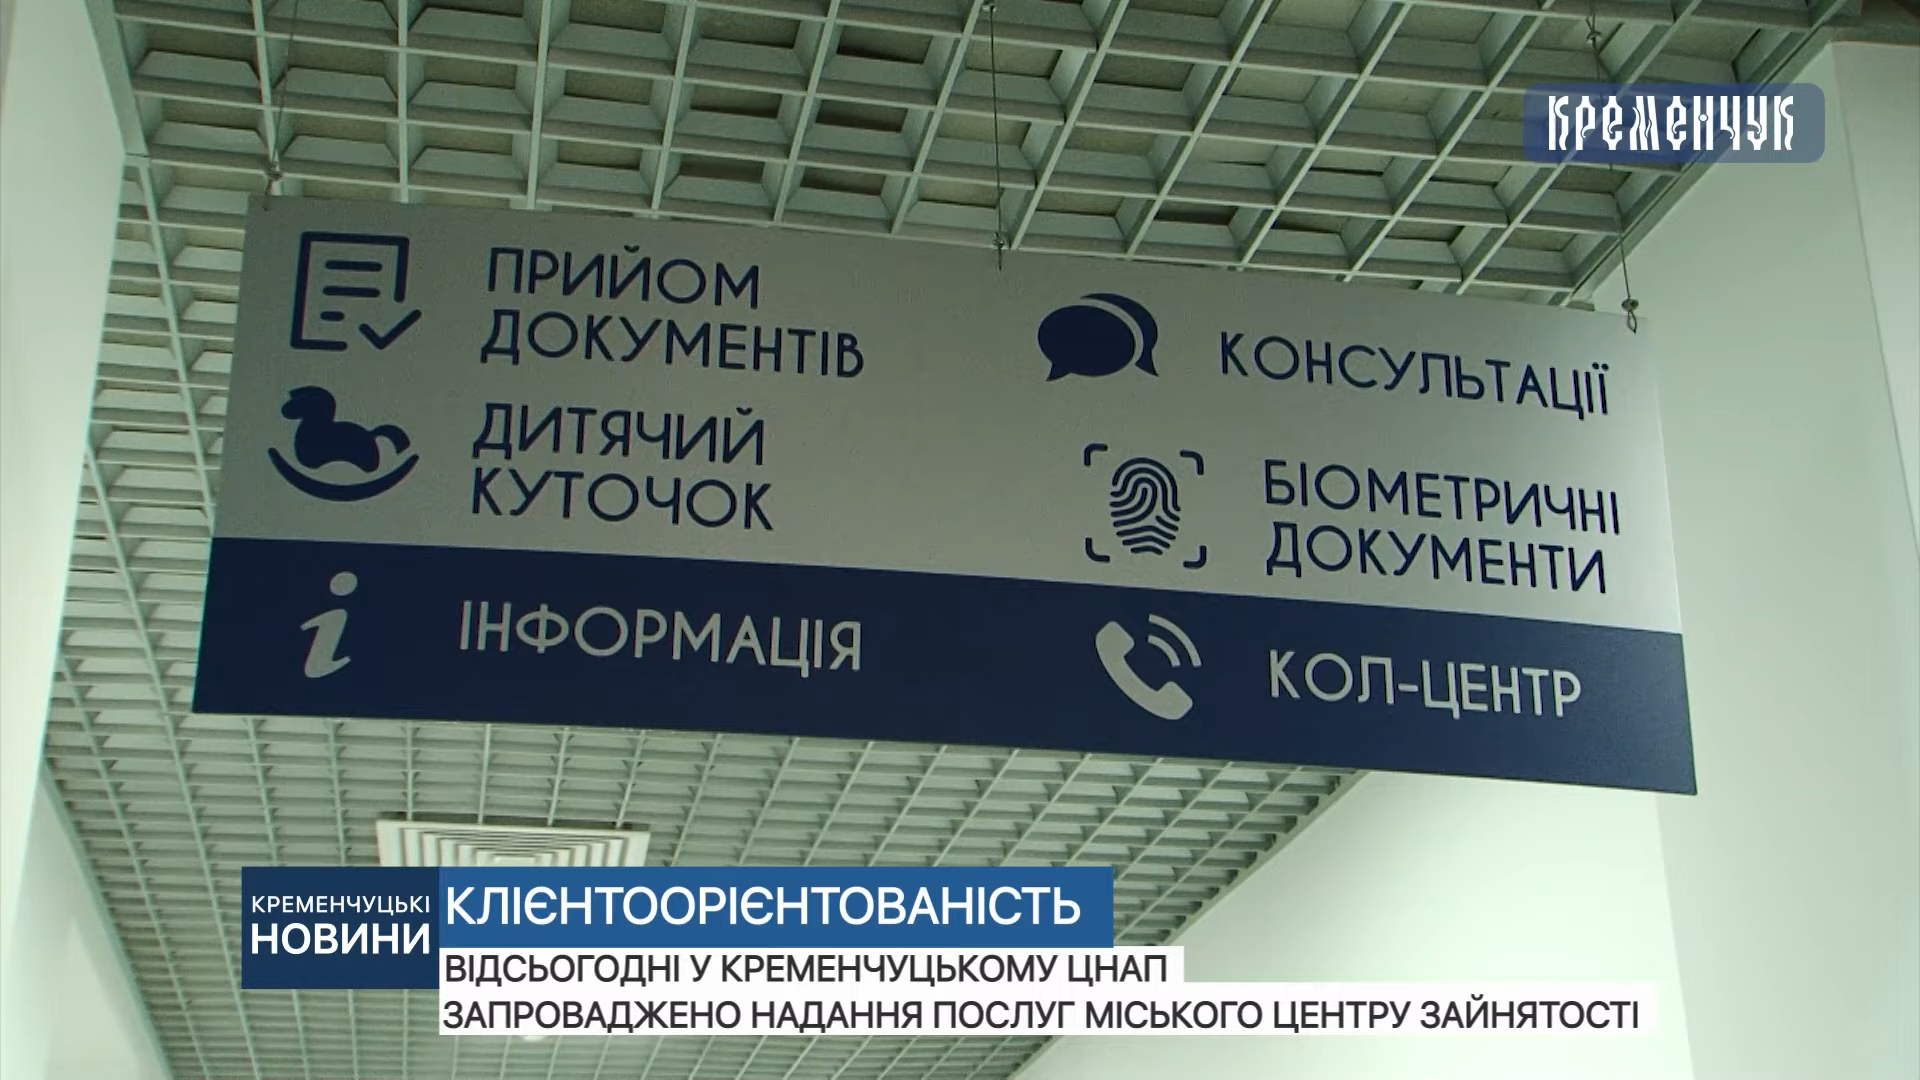 КРЕМЕНЧУК
ПРИЙОМ
ДОКУМЕНТІВ
КОНСУЛЬТАЦІЇ
ДИТЯЧИЙ
КУТОЧОК
БІОМЕТРИЧНІ
ДОКУМЕНТИ
ІНФОРМАЦІЯ
КОЛ-ЦЕНТР
КРЕМЕНЧУЦЬКІ
НОВИНИ
КЛІЄНТООРІЄНТОВАНІСТЬ
ВІДСЬОГОДНІ У КРЕМЕНЧУЦЬКОМУ ЦНАП
ЗАПРОВАДЖЕНО НАДАННЯ ПОСЛУГ МІСЬКОГО ЦЕНТРУ ЗАЙНЯТОСТІ